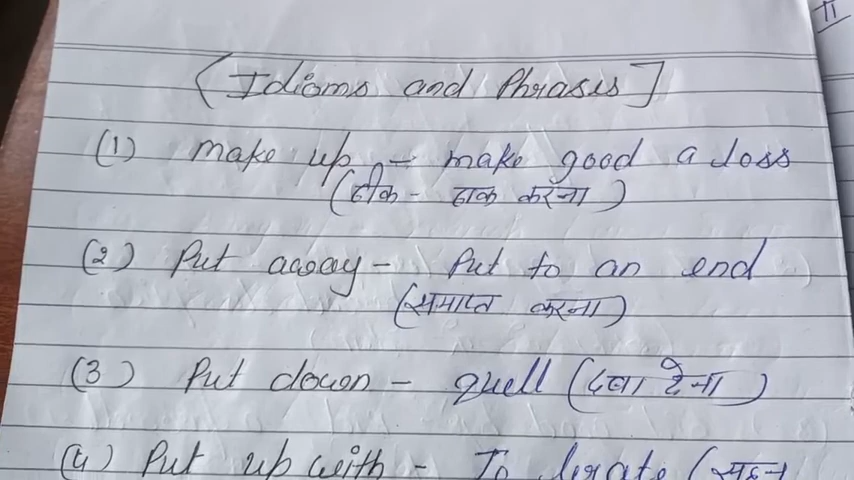 [Idioms and Phrases]
(1) make up - make good a loss
(ठीक - ठाक करना)
(2) Put away - Put to an end
(समाप्त करना)
(3) Put down - quell (दबा देना)
(4) Put up with - To lerate (सहन